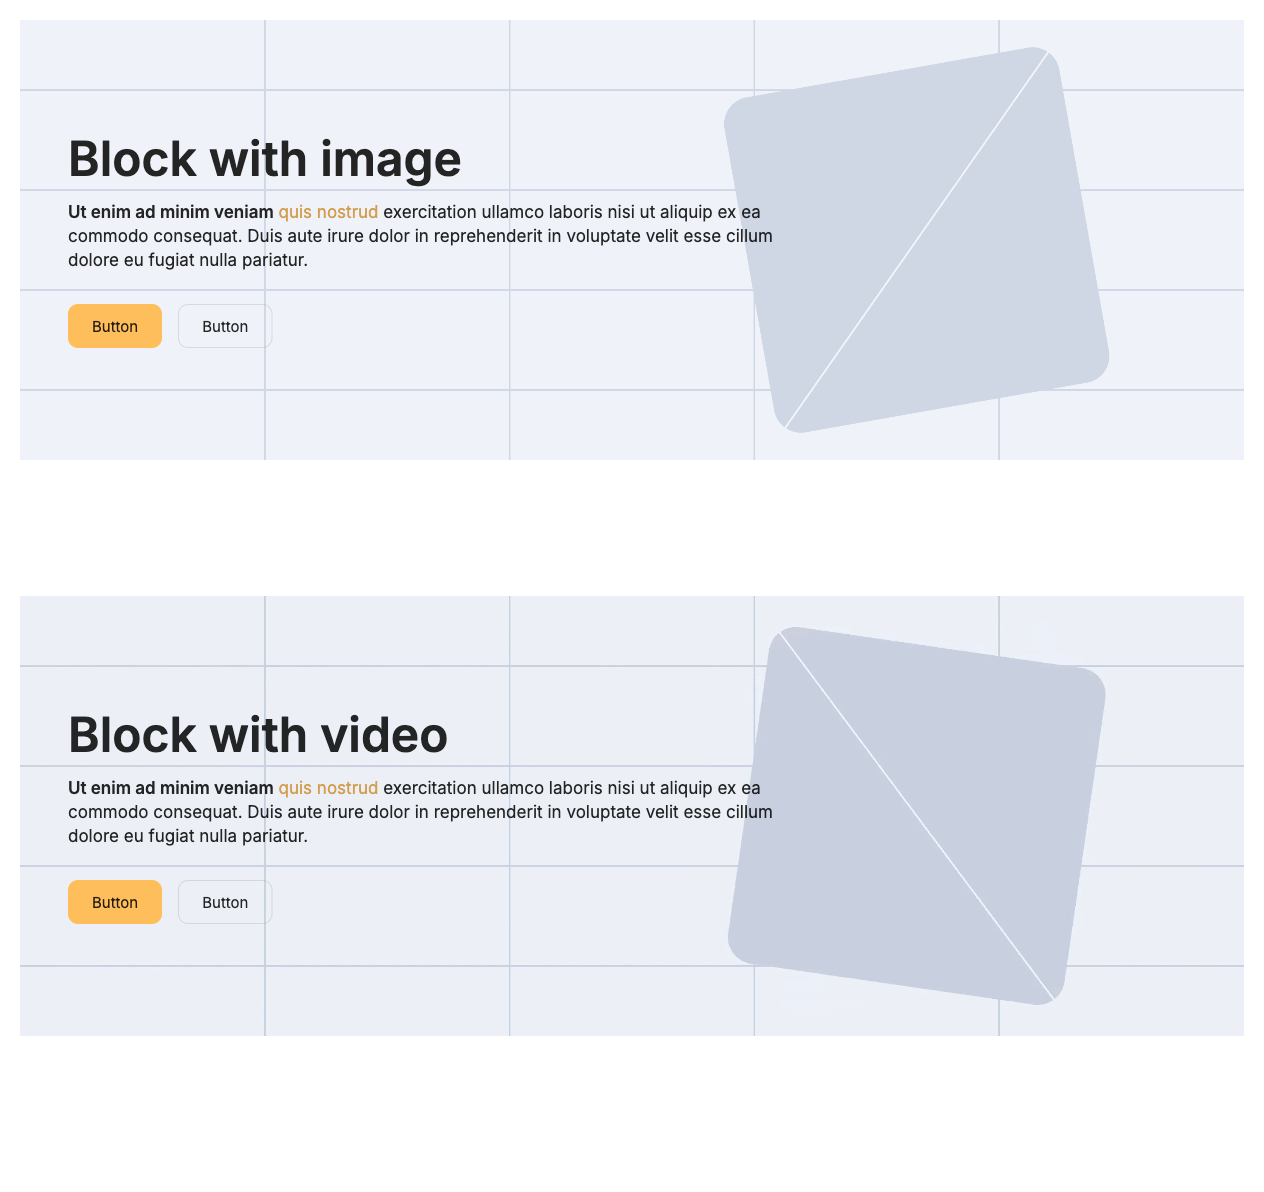 Block with image
Ut enim ad minim veniam quis nostrud exercitation ullamco laboris nisi ut aliquip ex ea
commodo consequat. Duis aute irure dolor in reprehenderit in voluptate velit esse cillum
dolore eu fugiat nulla pariatur.
Button Button
Block with video
Ut enim ad minim veniam quis nostrud exercitation ullamco laboris nisi ut aliquip ex ea
commodo consequat. Duis aute irure dolor in reprehenderit in voluptate velit esse cillum
dolore eu fugiat nulla pariatur.
Button Button